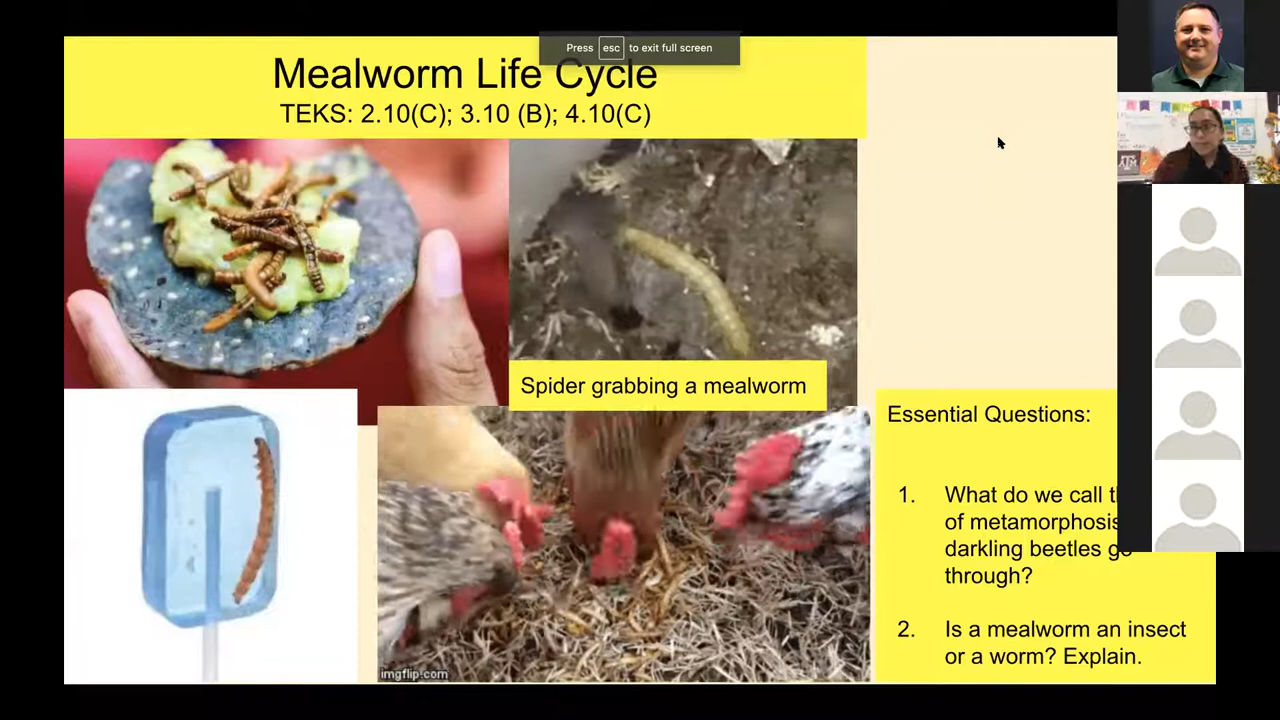 Press esc to exit full screen
Mealworm Life Cycle
TEKS: 2.10(C); 3.10 (B); 4.10(C)
Spider grabbing a mealworm
Essential Questions:
1. What do we call
of metamorphosis
darkling beetles
through?
2. Is a mealworm an insect
or a worm? Explain.
imgflip.com
ATM